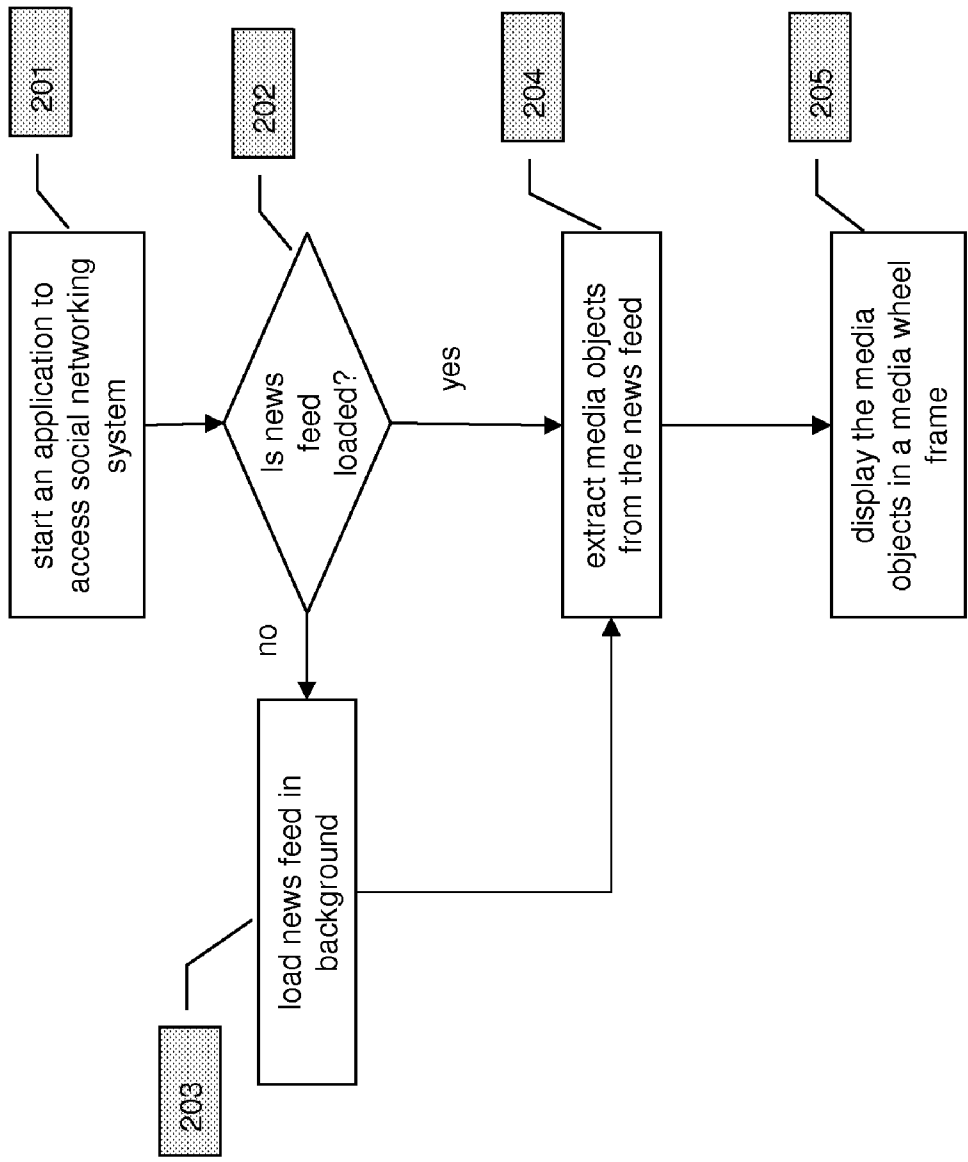 201
start an application to
access social networking
system
202
Is news
feed
loaded?
no
yes
203
load news feed in
background
204
extract media objects
from the news feed
205
display the media
objects in a media wheel
frame